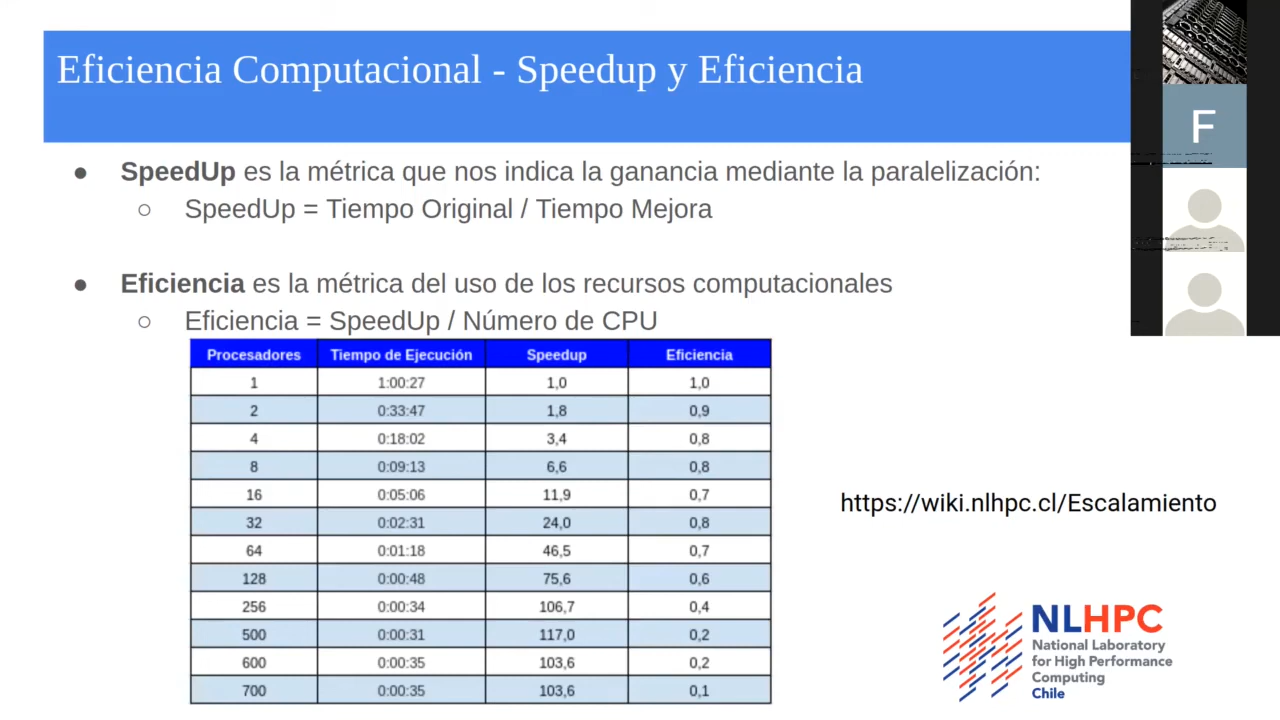 Eficiencia Computacional - Speedup y Eficiencia
F
● SpeedUp es la métrica que nos indica la ganancia mediante la paralelización:
○ SpeedUp = Tiempo Original / Tiempo Mejora
● Eficiencia es la métrica del uso de los recursos computacionales
○ Eficiencia = SpeedUp / Número de CPU
Procesadores Tiempo de Ejecución Speedup Eficiencia
1 1:00:27 1,0 1,0
2 0:33:47 1,8 0,9
4 0:18:02 3,4 0,8
8 0:09:13 6,6 0,8
16 0:05:06 11,9 0,7
32 0:02:31 24,0 0,8
64 0:01:18 46,5 0,7
128 0:00:48 75,6 0,6
256 0:00:34 106,7 0,4
500 0:00:31 117,0 0,2
600 0:00:35 103,6 0,2
700 0:00:35 103,6 0,1
https://wiki.nlhpc.cl/Escalamiento
NLHPC
National Laboratory
for High Performance
Computing
Chile